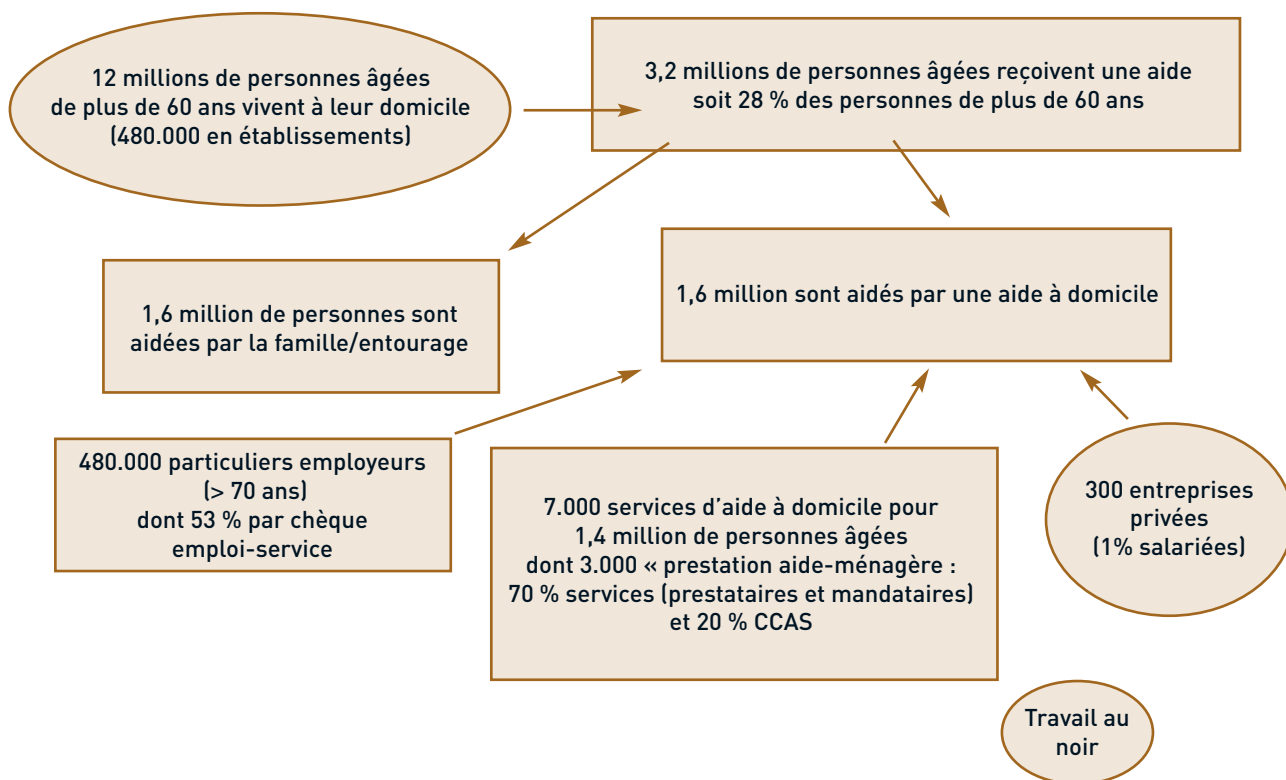 12 millions de personnes âgées
de plus de 60 ans vivent à leur domicile
(480.000 en établissements)
3,2 millions de personnes âgées reçoivent une aide
soit 28 % des personnes de plus de 60 ans
1,6 million de personnes sont
aidées par la famille/entourage
1,6 million sont aidés par une aide à domicile
480.000 particuliers employeurs
(> 70 ans)
dont 53 % par chèque
emploi-service
7.000 services d’aide à domicile pour
1,4 million de personnes âgées
dont 3.000 « prestation aide-ménagère :
70 % services (prestataires et mandataires)
et 20 % CCAS
300 entreprises
privées
(1% salariées)
Travail au
noir